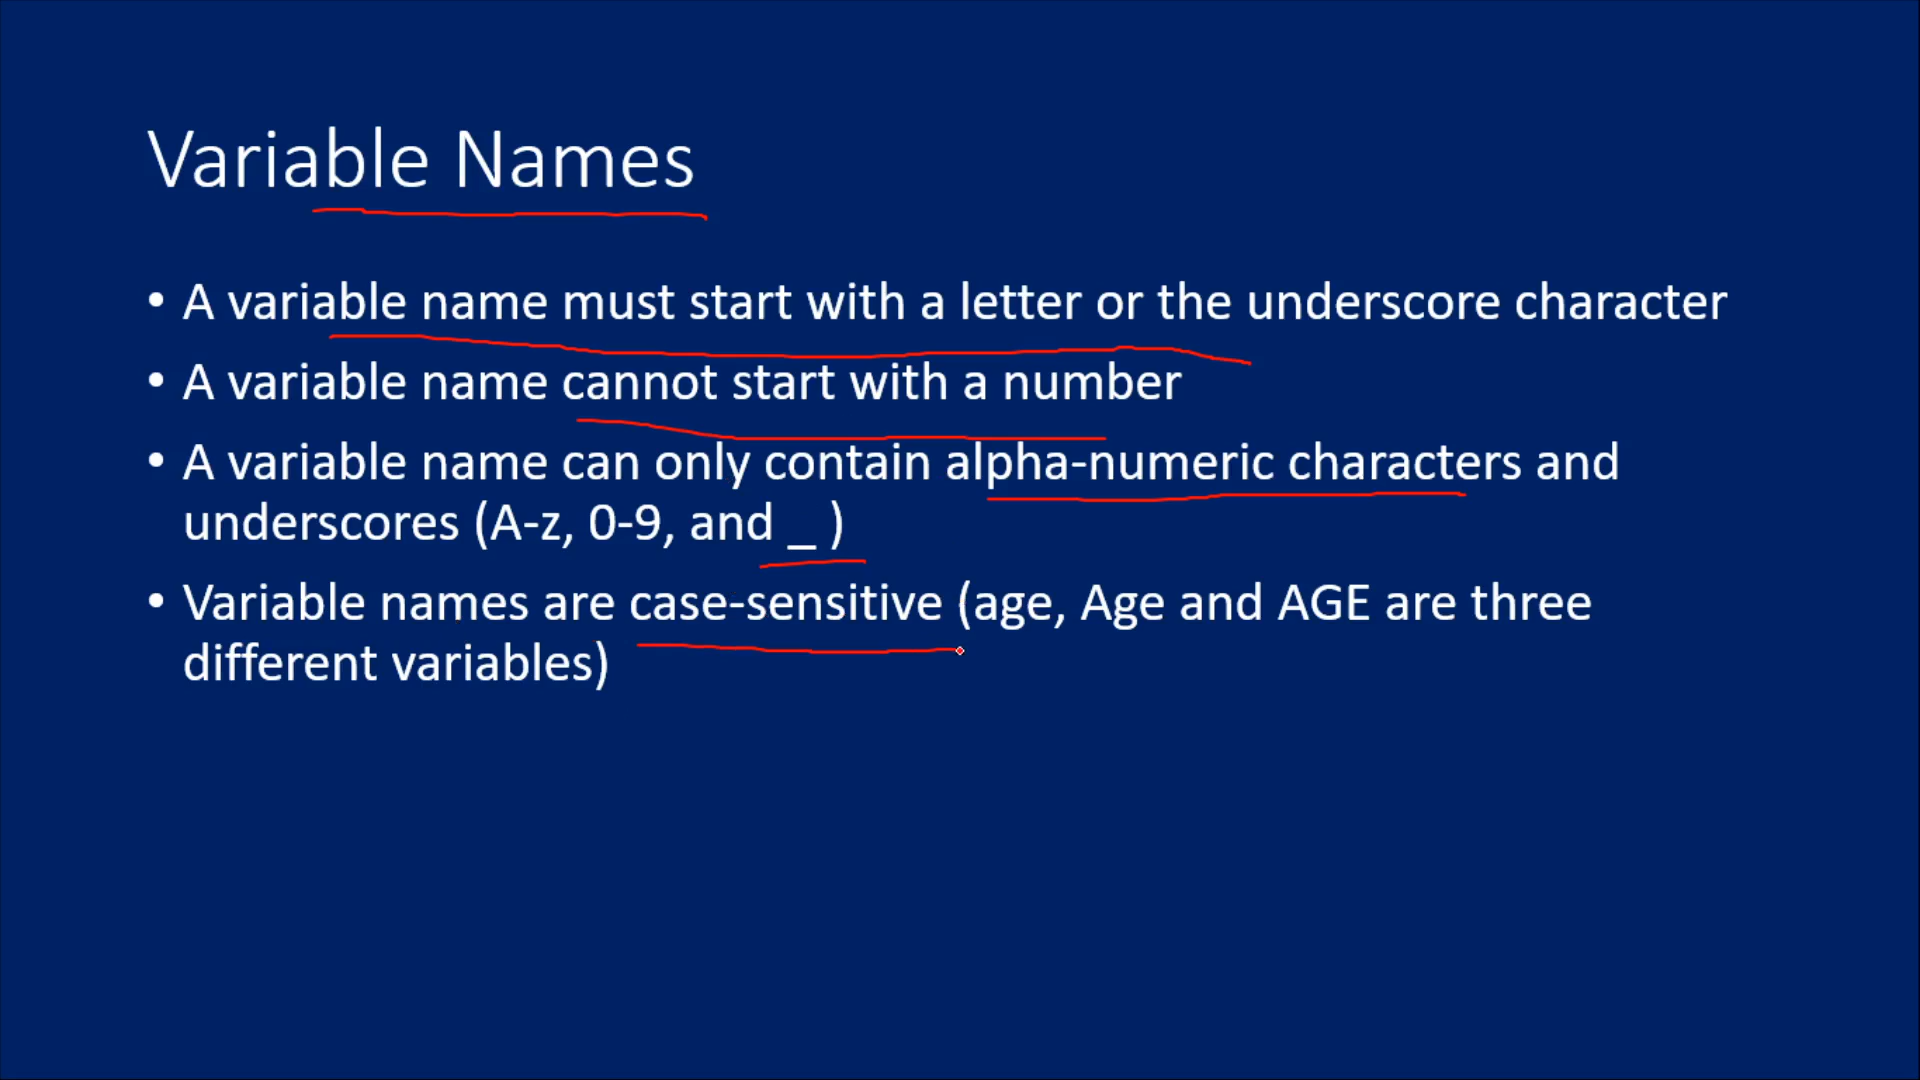 Variable Names
• A variable name must start with a letter or the underscore character
• A variable name cannot start with a number
• A variable name can only contain alpha-numeric characters and
underscores (A-z, 0-9, and _ )
• Variable names are case-sensitive (age, Age and AGE are three
different variables)